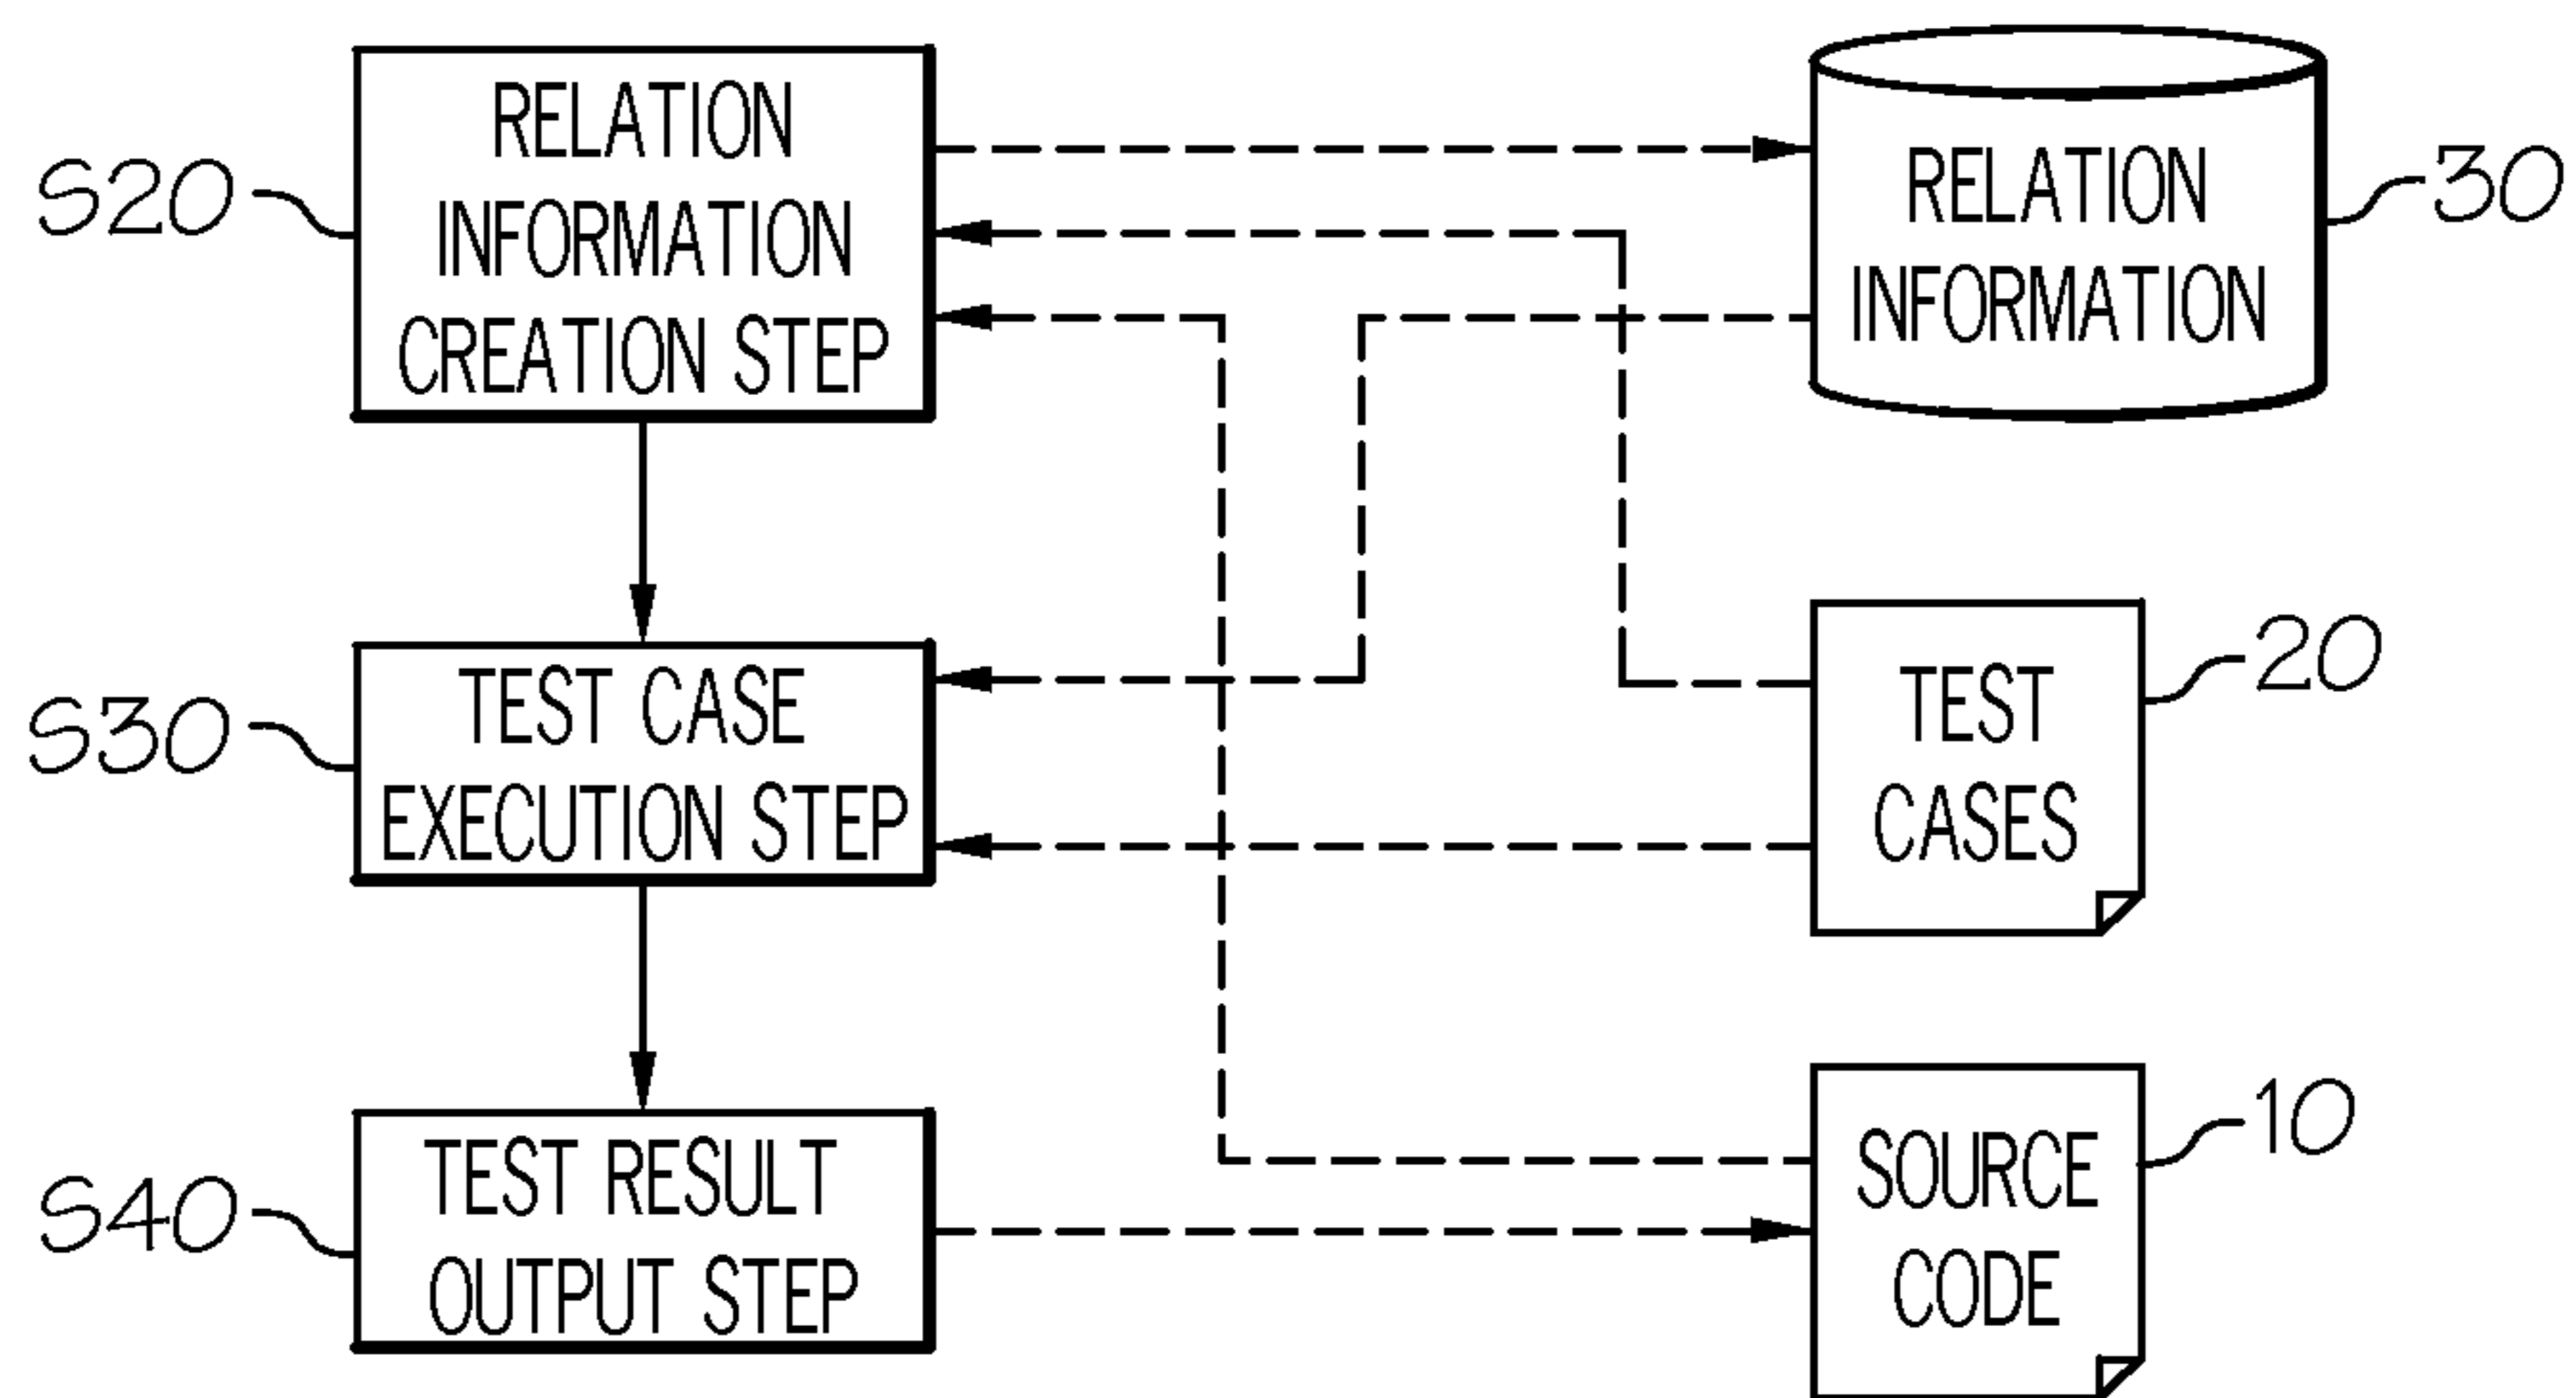 S20
RELATION
INFORMATION
CREATION STEP
RELATION
INFORMATION
30
S30
TEST CASE
EXECUTION STEP
TEST
CASES
20
S40
TEST RESULT
OUTPUT STEP
SOURCE
CODE
10